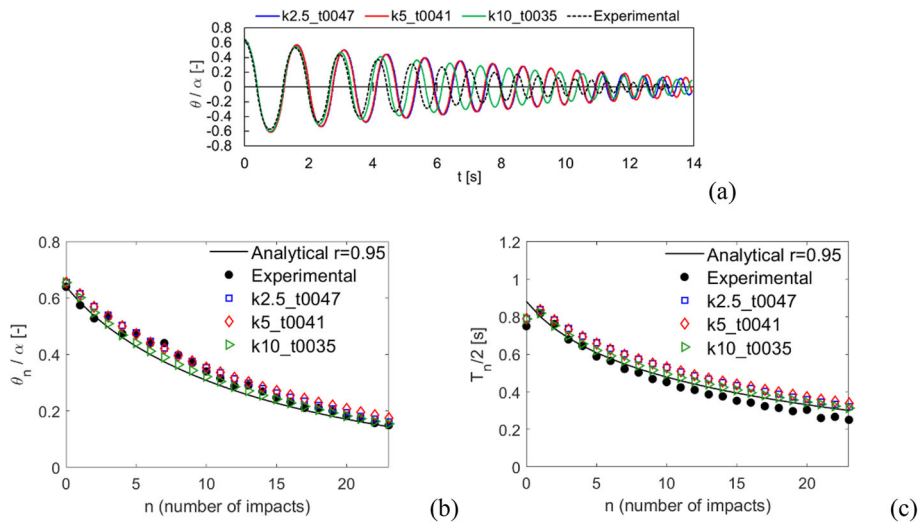 k2.5_t0047 k5_t0041 k10_t0035 Experimental
θ / α [-]
0.8
0.6
0.4
0.2
0
-0.2
-0.4
-0.6
-0.8
0 2 4 6 8 10 12 14
t [s]
(a)
θn / α [-]
0.8
0.6
0.4
0.2
0
Analytical r=0.95
Experimental
k2.5_t0047
k5_t0041
k10_t0035
0 5 10 15 20
n (number of impacts)
(b)
Tn/2 [s]
1.2
1
0.8
0.6
0.4
0.2
0
Analytical r=0.95
Experimental
k2.5_t0047
k5_t0041
k10_t0035
0 5 10 15 20
n (number of impacts)
(c)